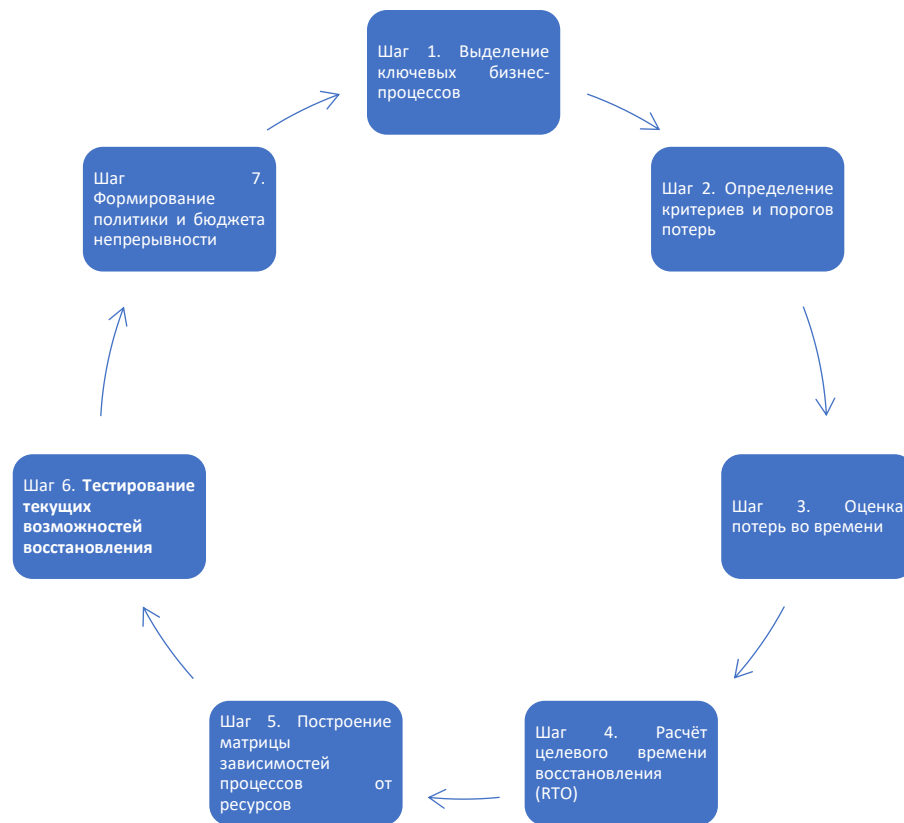 Шаг 1. Выделение
ключевых бизнес-
процессов
Шаг 2. Определение
критериев и порогов
потерь
Шаг 3. Оценка
потерь во времени
Шаг 4. Расчёт
целевого времени
восстановления
(RTO)
Шаг 5. Построение
матрицы
зависимостей
процессов от
ресурсов
Шаг 6. Тестирование
текущих
возможностей
восстановления
Шаг 7.
Формирование
политики и бюджета
непрерывности